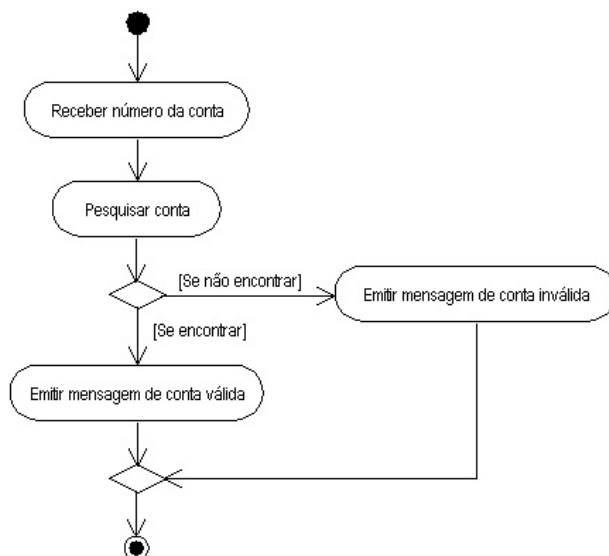 Receber número da conta
Pesquisar conta
[Se não encontrar]
Emitir mensagem de conta inválida
[Se encontrar]
Emitir mensagem de conta válida